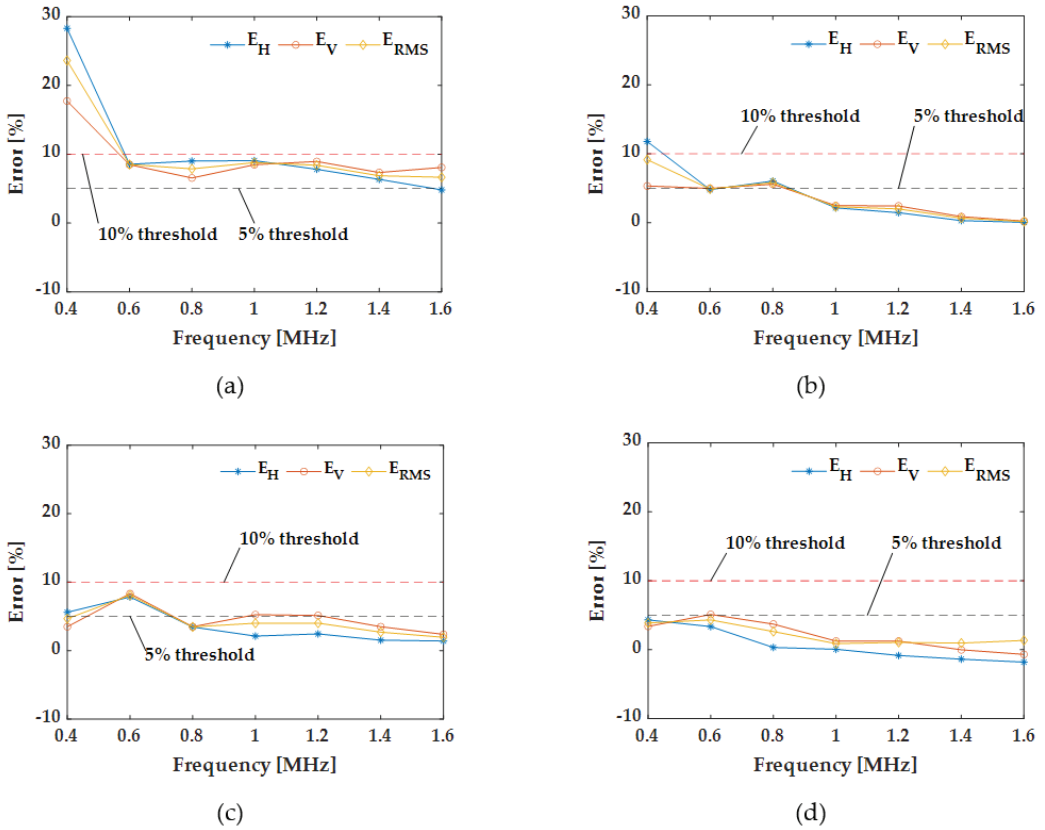 30
E_H E_V E_RMS
20
10
10% threshold 5% threshold
0
-10
Error [%]
0.4 0.6 0.8 1 1.2 1.4 1.6
Frequency [MHz]
(a)
30
E_H E_V E_RMS
20
10% threshold 5% threshold
10
0
-10
Error [%]
0.4 0.6 0.8 1 1.2 1.4 1.6
Frequency [MHz]
(b)
30
E_H E_V E_RMS
20
10% threshold
10
5% threshold
0
-10
Error [%]
0.4 0.6 0.8 1 1.2 1.4 1.6
Frequency [MHz]
(c)
30
E_H E_V E_RMS
20
10% threshold 5% threshold
10
0
-10
Error [%]
0.4 0.6 0.8 1 1.2 1.4 1.6
Frequency [MHz]
(d)